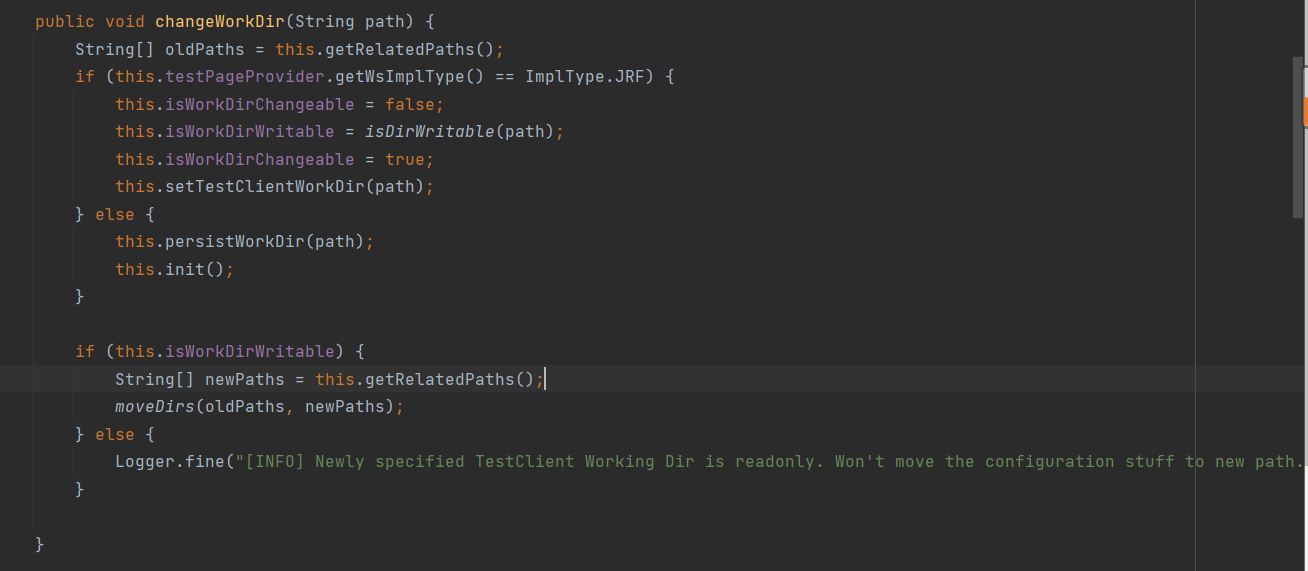 public void changeWorkDir(String path) {
    String[] oldPaths = this.getRelatedPaths();
    if (this.testPageProvider.getWsImplType() == ImplType.JRF) {
        this.isWorkDirChangeable = false;
        this.isWorkDirWritable = isDirWritable(path);
        this.isWorkDirChangeable = true;
        this.setTestClientWorkDir(path);
    } else {
        this.persistWorkDir(path);
        this.init();
    }
    if (this.isWorkDirWritable) {
        String[] newPaths = this.getRelatedPaths();
        moveDirs(oldPaths, newPaths);
    } else {
        Logger.fine("[INFO] Newly specified TestClient Working Dir is readonly. Won't move the configuration stuff to new path.
    }
}